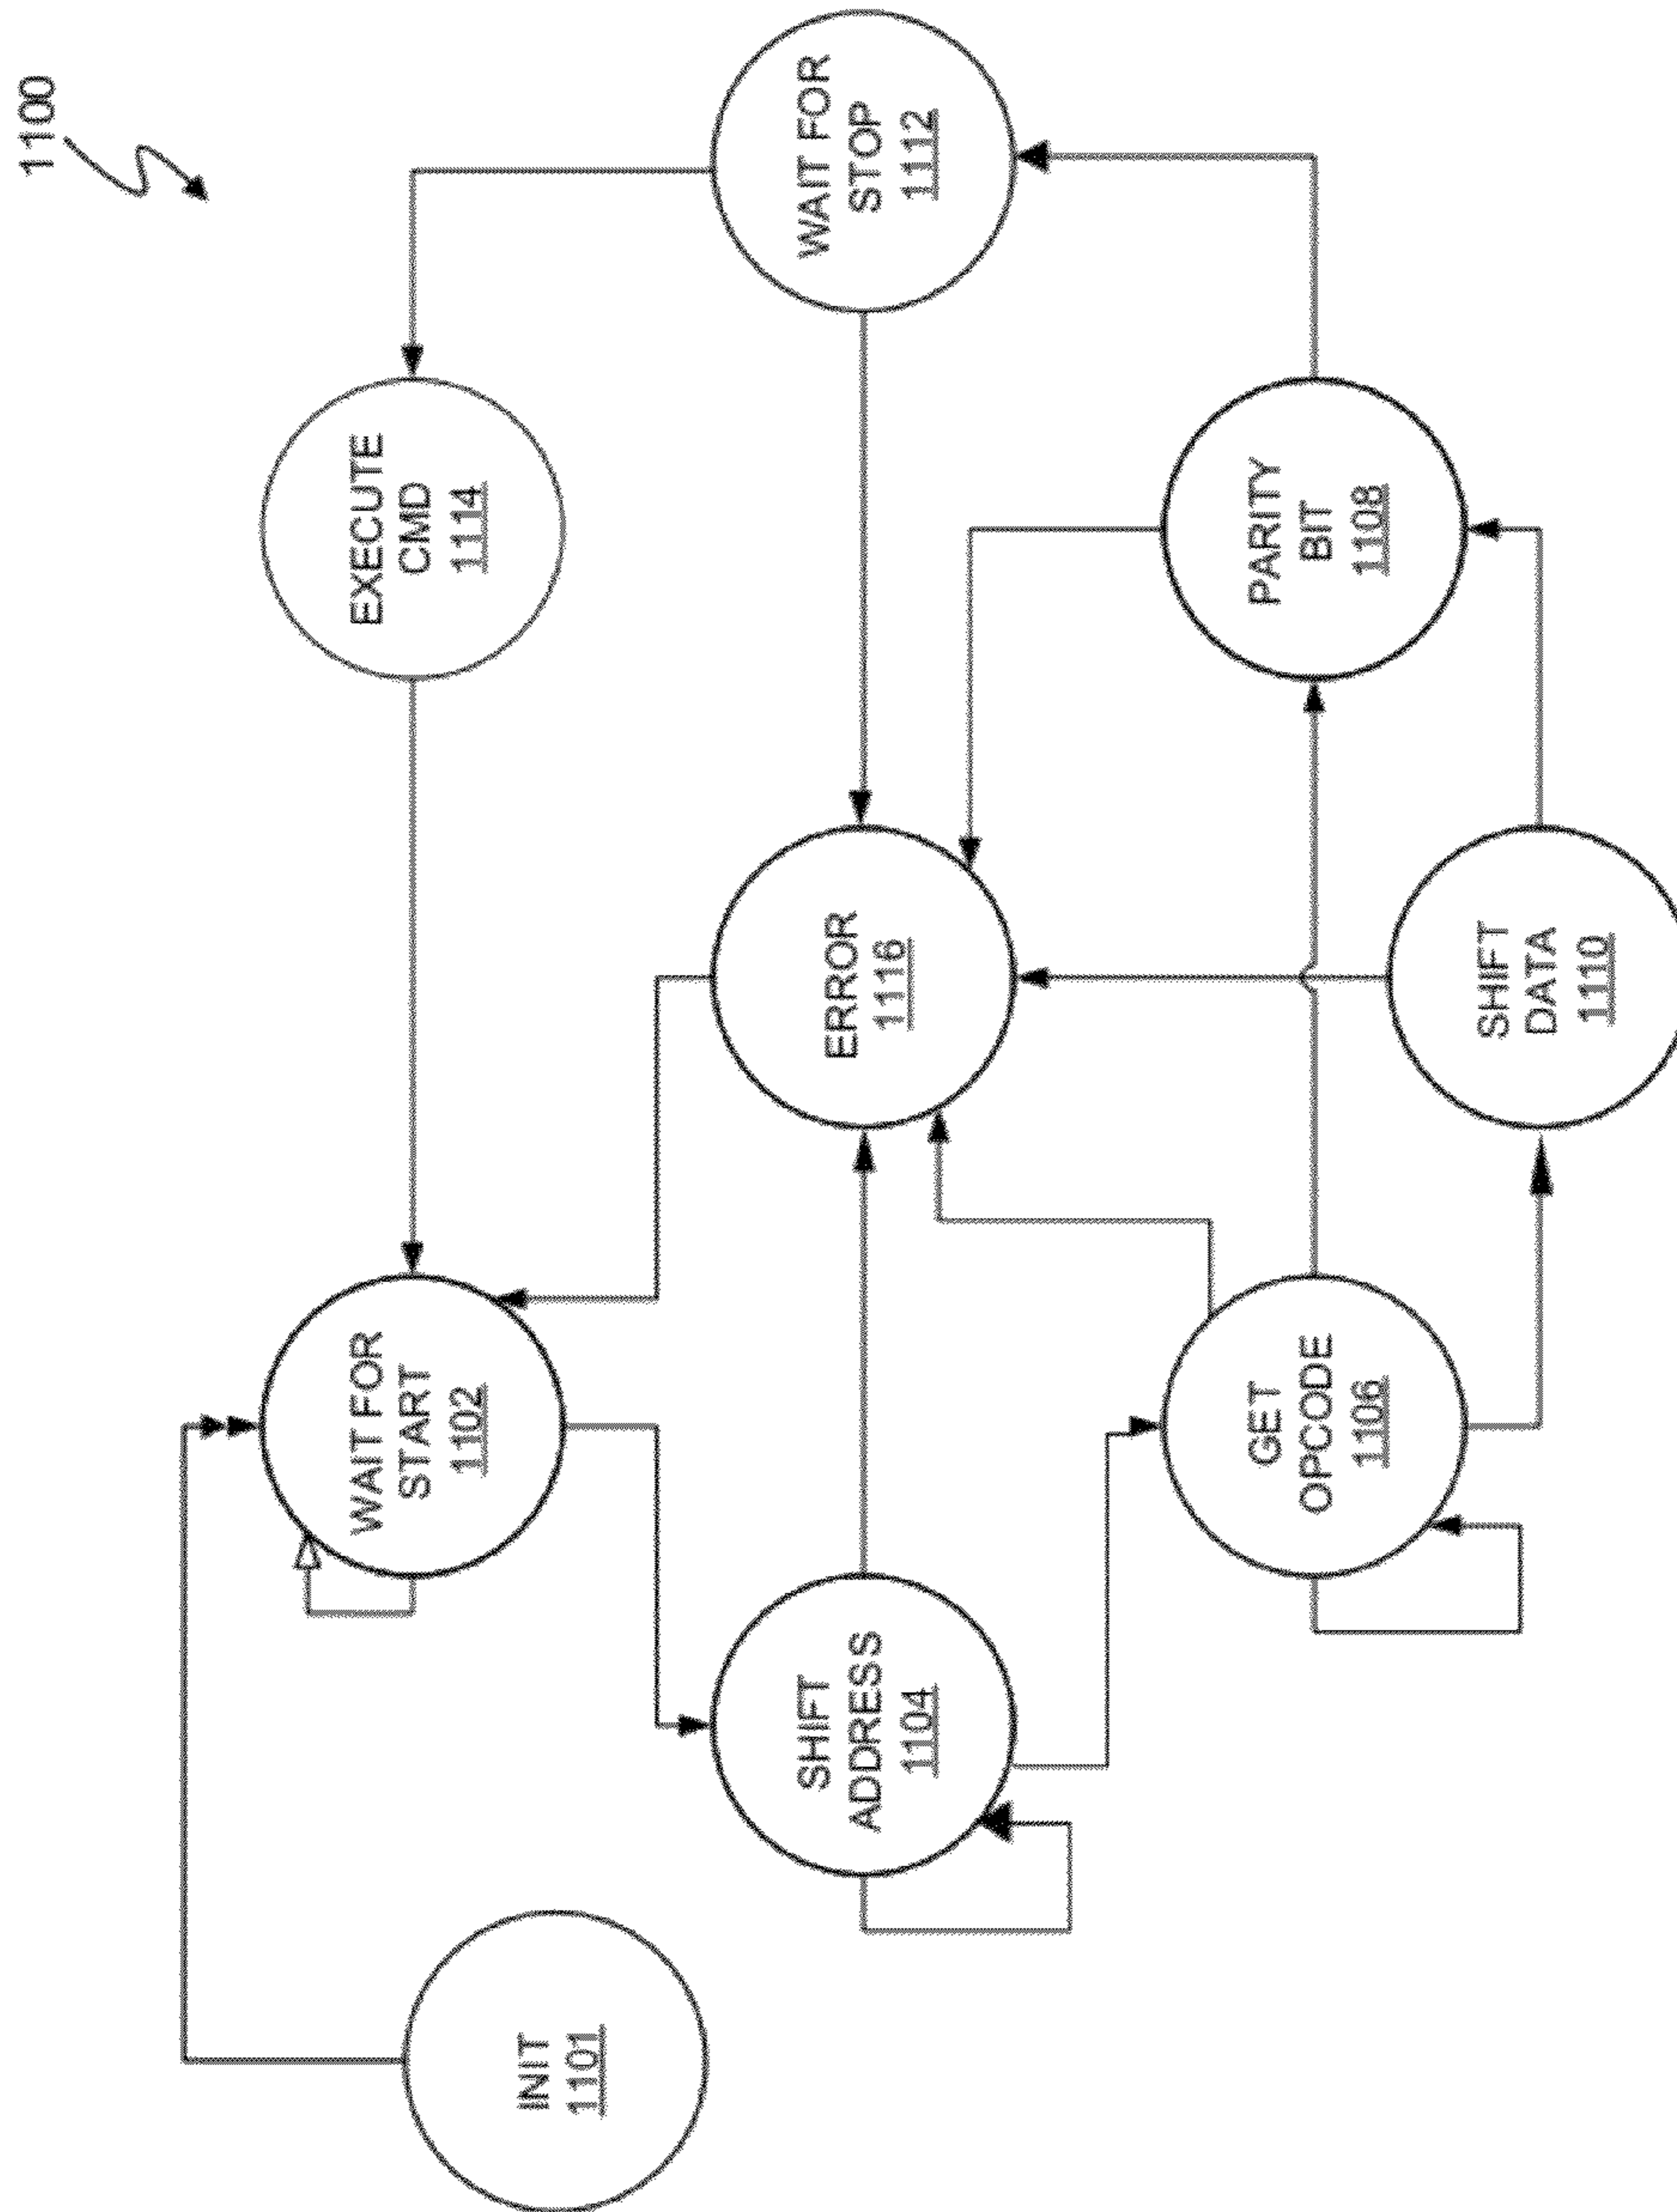 1100
INIT
1101
WAIT FOR
START
1102
EXECUTE
CMD
1114
SHIFT
ADDRESS
1104
ERROR
1116
WAIT FOR
STOP
1112
GET
OPCODE
1106
PARITY
BIT
1108
SHIFT
DATA
1110